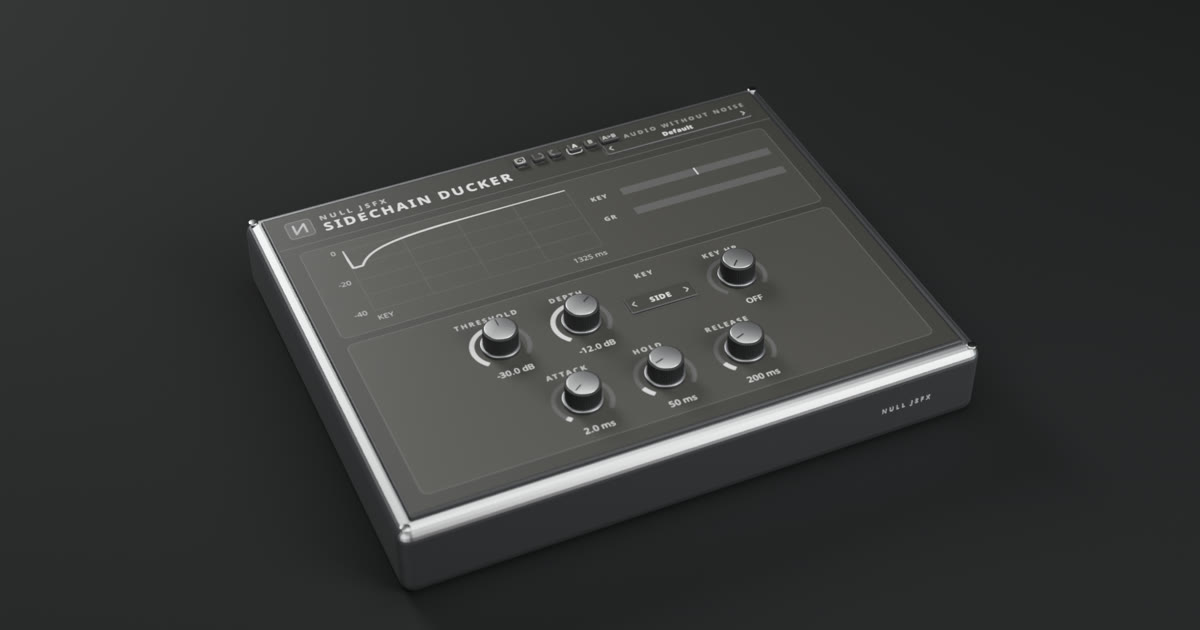 NULL JSFX
SIDECHAIN DUCKER
A
B
AUDIO WITHOUT NOISE
< Default >
0
-20
-40
KEY
1325 ms
KEY
GR
THRESHOLD
-30.0 dB
DEPTH
-12.0 dB
KEY
< SIDE >
KEY HP
OFF
ATTACK
2.0 ms
HOLD
50 ms
RELEASE
200 ms
NULL JSFX